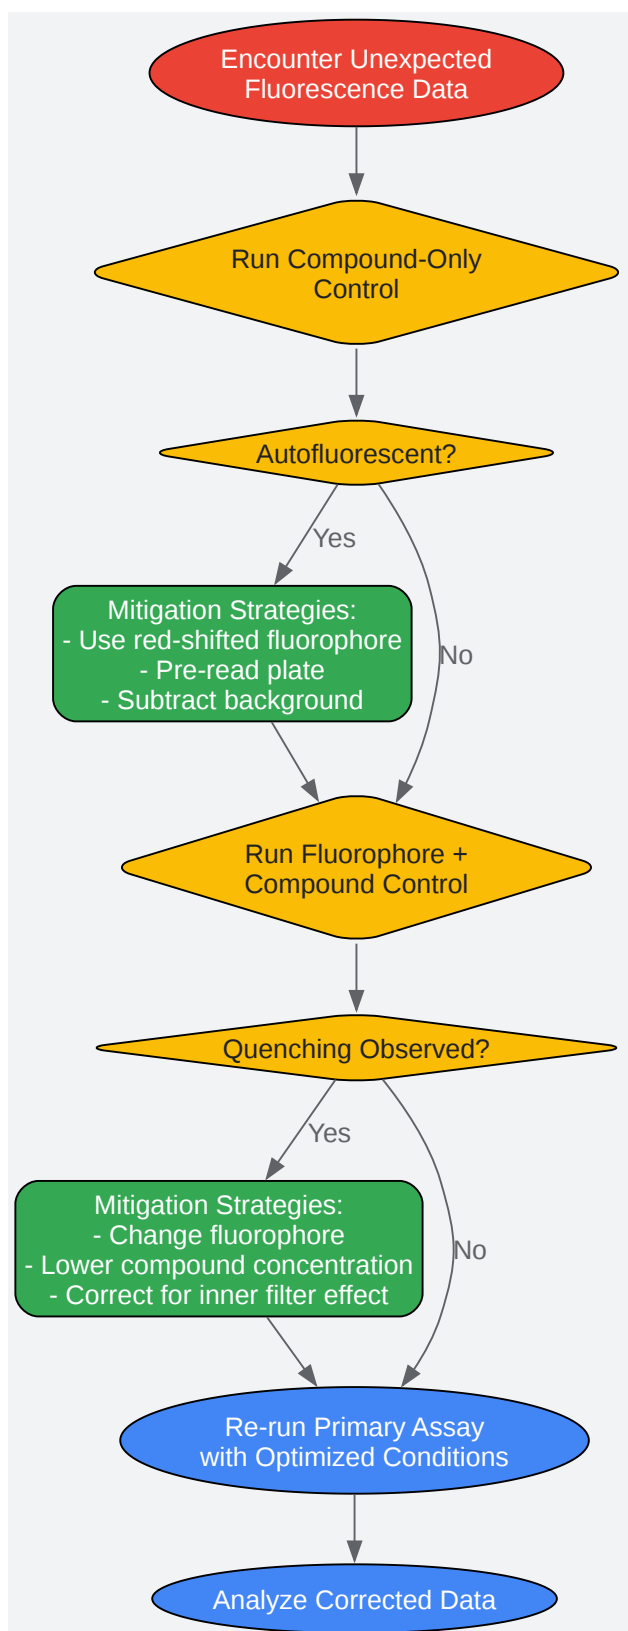 Encounter Unexpected
Fluorescence Data
Run Compound-Only
Control
Autofluorescent?
Yes
Mitigation Strategies:
- Use red-shifted fluorophore
- Pre-read plate
- Subtract background
No
Run Fluorophore +
Compound Control
Quenching Observed?
Yes
Mitigation Strategies:
- Change fluorophore
- Lower compound concentration
- Correct for inner filter effect
No
Re-run Primary Assay
with Optimized Conditions
Analyze Corrected Data